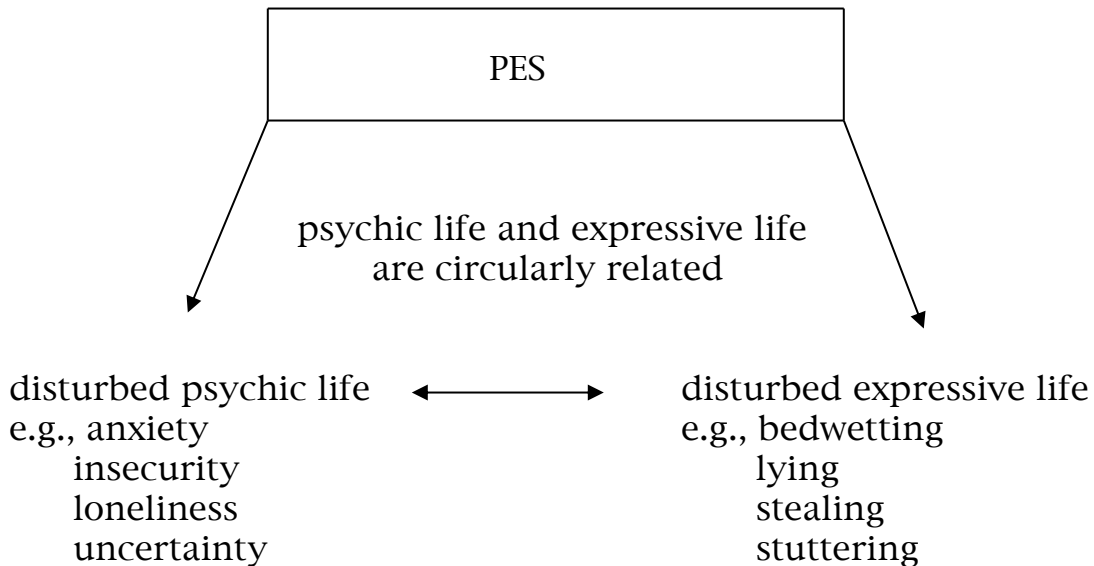 PES
psychic life and expressive life
are circularly related
disturbed psychic life
e.g., anxiety
insecurity
loneliness
uncertainty
disturbed expressive life
e.g., bedwetting
lying
stealing
stuttering